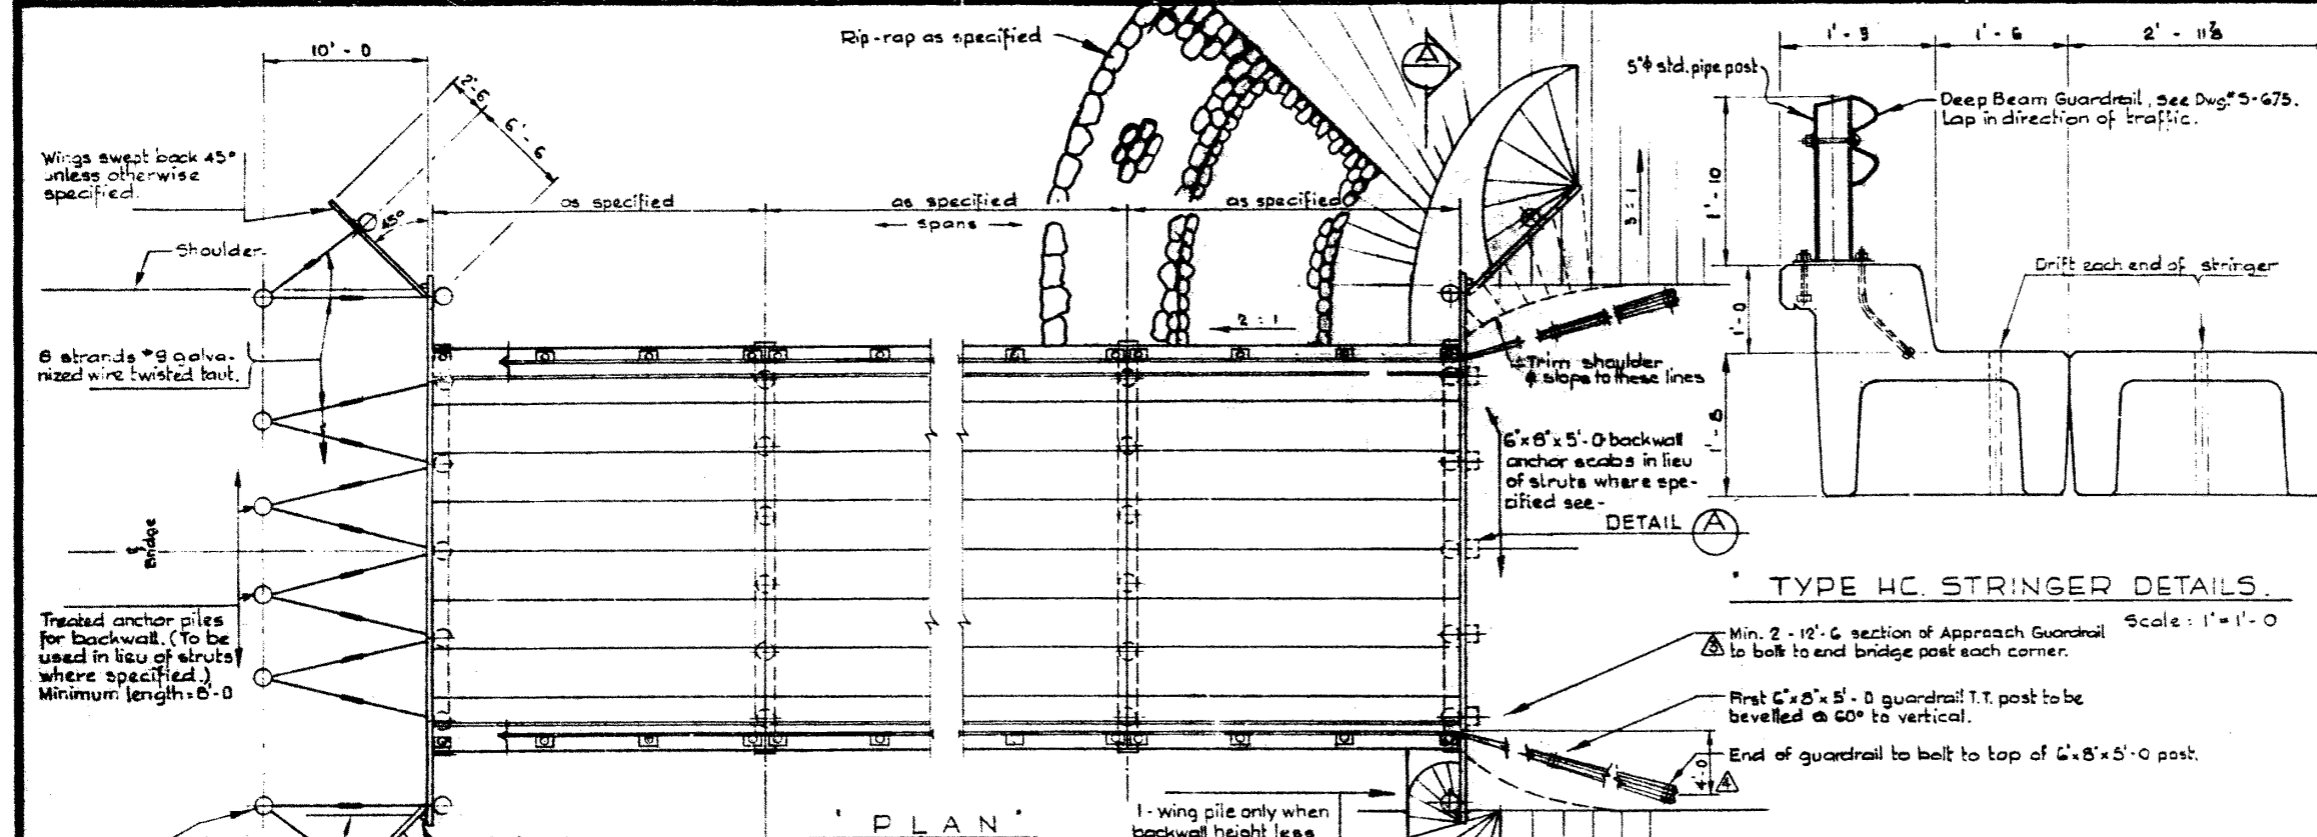 10' - 0
2'-6
6'-6
Wings swept back 45°
unless otherwise
specified.
45°
Shoulder
8 strands #9 galva-
nized wire twisted taut.
℄
Bridge
Treated anchor piles
for backwall. (To be
used in lieu of struts
where specified.)
Minimum length = 8'-0
as specified
as specified
as specified
spans
Rip-rap as specified
A
3 : 1
2 : 1
Trim shoulder
& slope to these lines
6"x8"x5'-0 backwall
anchor scabs in lieu
of struts where spe-
cified see-
DETAIL A
1'-6
2' - 11⅞
5"ϕ std. pipe post
Deep Beam Guardrail, see Dwg.# S-675.
Lap in direction of traffic.
1'-10
1'-0
1'-8
Drift each end of stringer
TYPE HC. STRINGER DETAILS.
Scale : 1" = 1'-0
Min. 2 - 12'-6 section of Approach Guardrail
3 to bolt to end bridge post each corner.
First 6"x8"x5'-0 guardrail T.T. post to be
bevelled @ 60° to vertical.
End of guardrail to bolt to top of 6"x8"x5'-0 post.
4'-0
4
PLAN
1 - wing pile only when
backwall height less